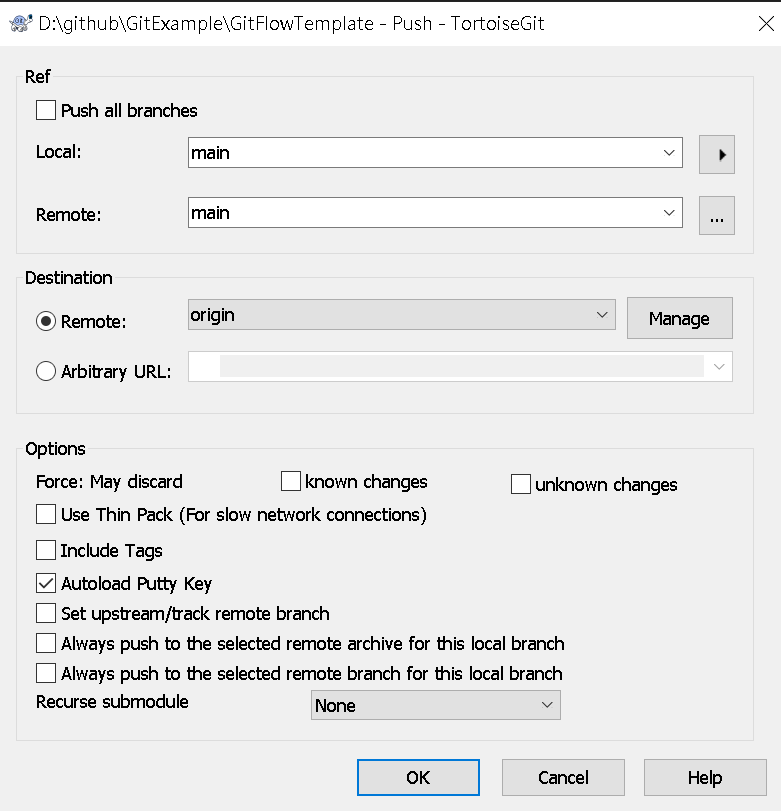 D:\github\GitExample\GitFlowTemplate - Push - TortoiseGit
Ref
Push all branches
Local: main
Remote: main ...
Destination
Remote: origin Manage
Arbitrary URL:
Options
Force: May discard known changes unknown changes
Use Thin Pack (For slow network connections)
Include Tags
Autoload Putty Key
Set upstream/track remote branch
Always push to the selected remote archive for this local branch
Always push to the selected remote branch for this local branch
Recurse submodule None
OK Cancel Help